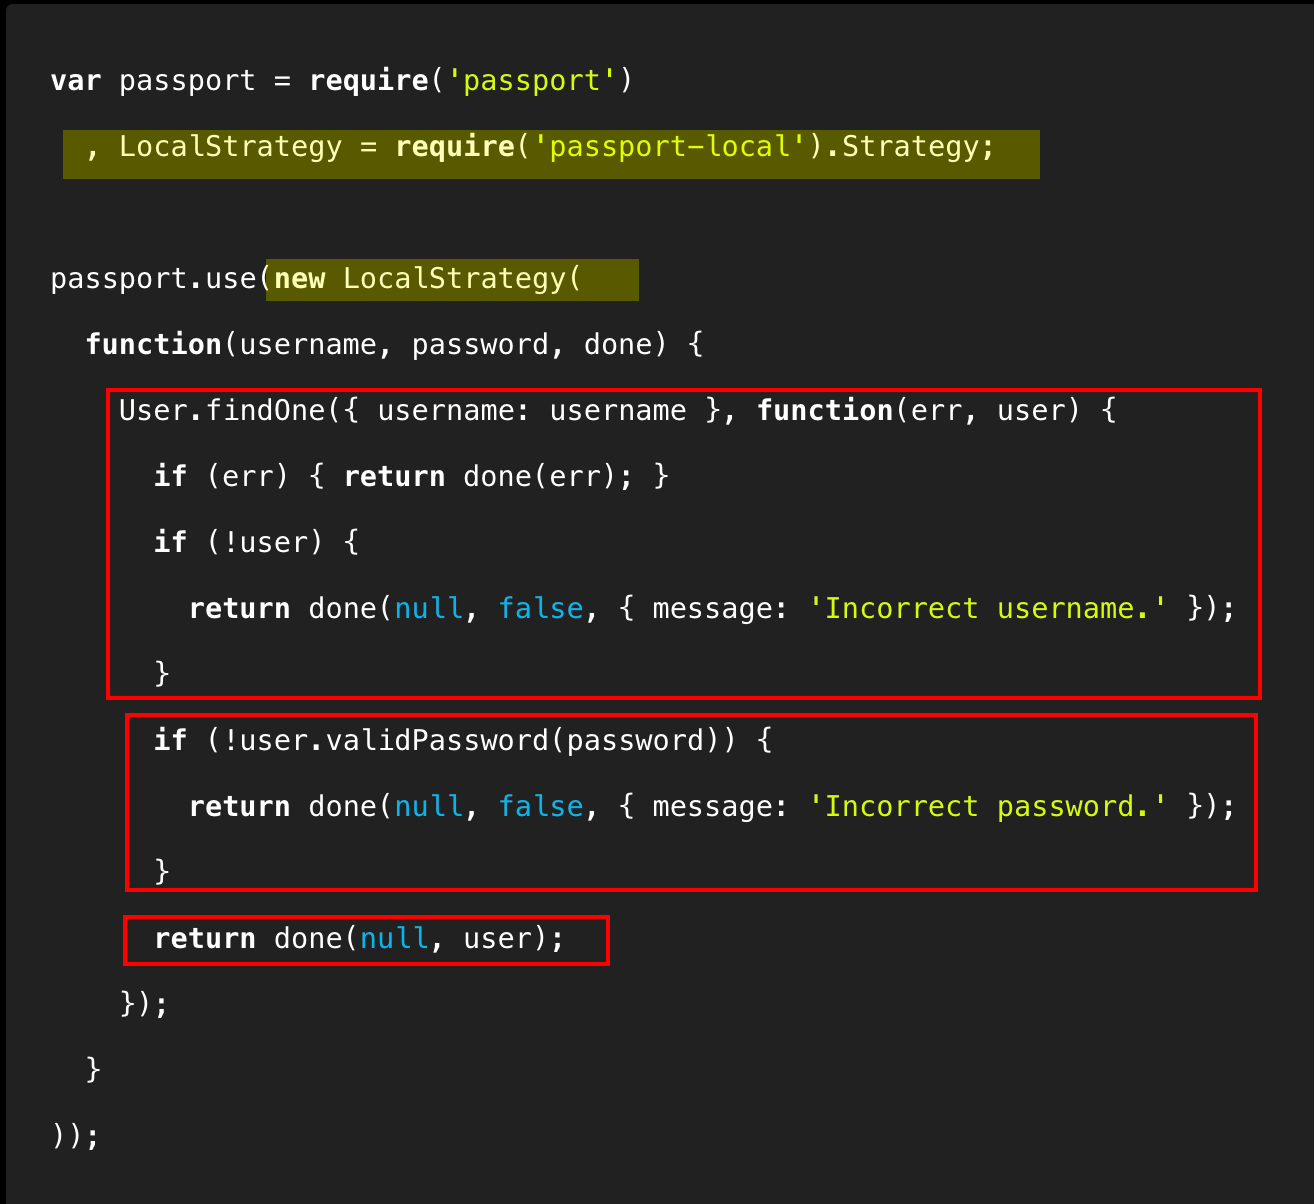 var passport = require('passport')
, LocalStrategy = require('passport-local').Strategy;
passport.use(new LocalStrategy(
function(username, password, done) {
User.findOne({ username: username }, function(err, user) {
if (err) { return done(err); }
if (!user) {
return done(null, false, { message: 'Incorrect username.' });
}
if (!user.validPassword(password)) {
return done(null, false, { message: 'Incorrect password.' });
}
return done(null, user);
});
}
));